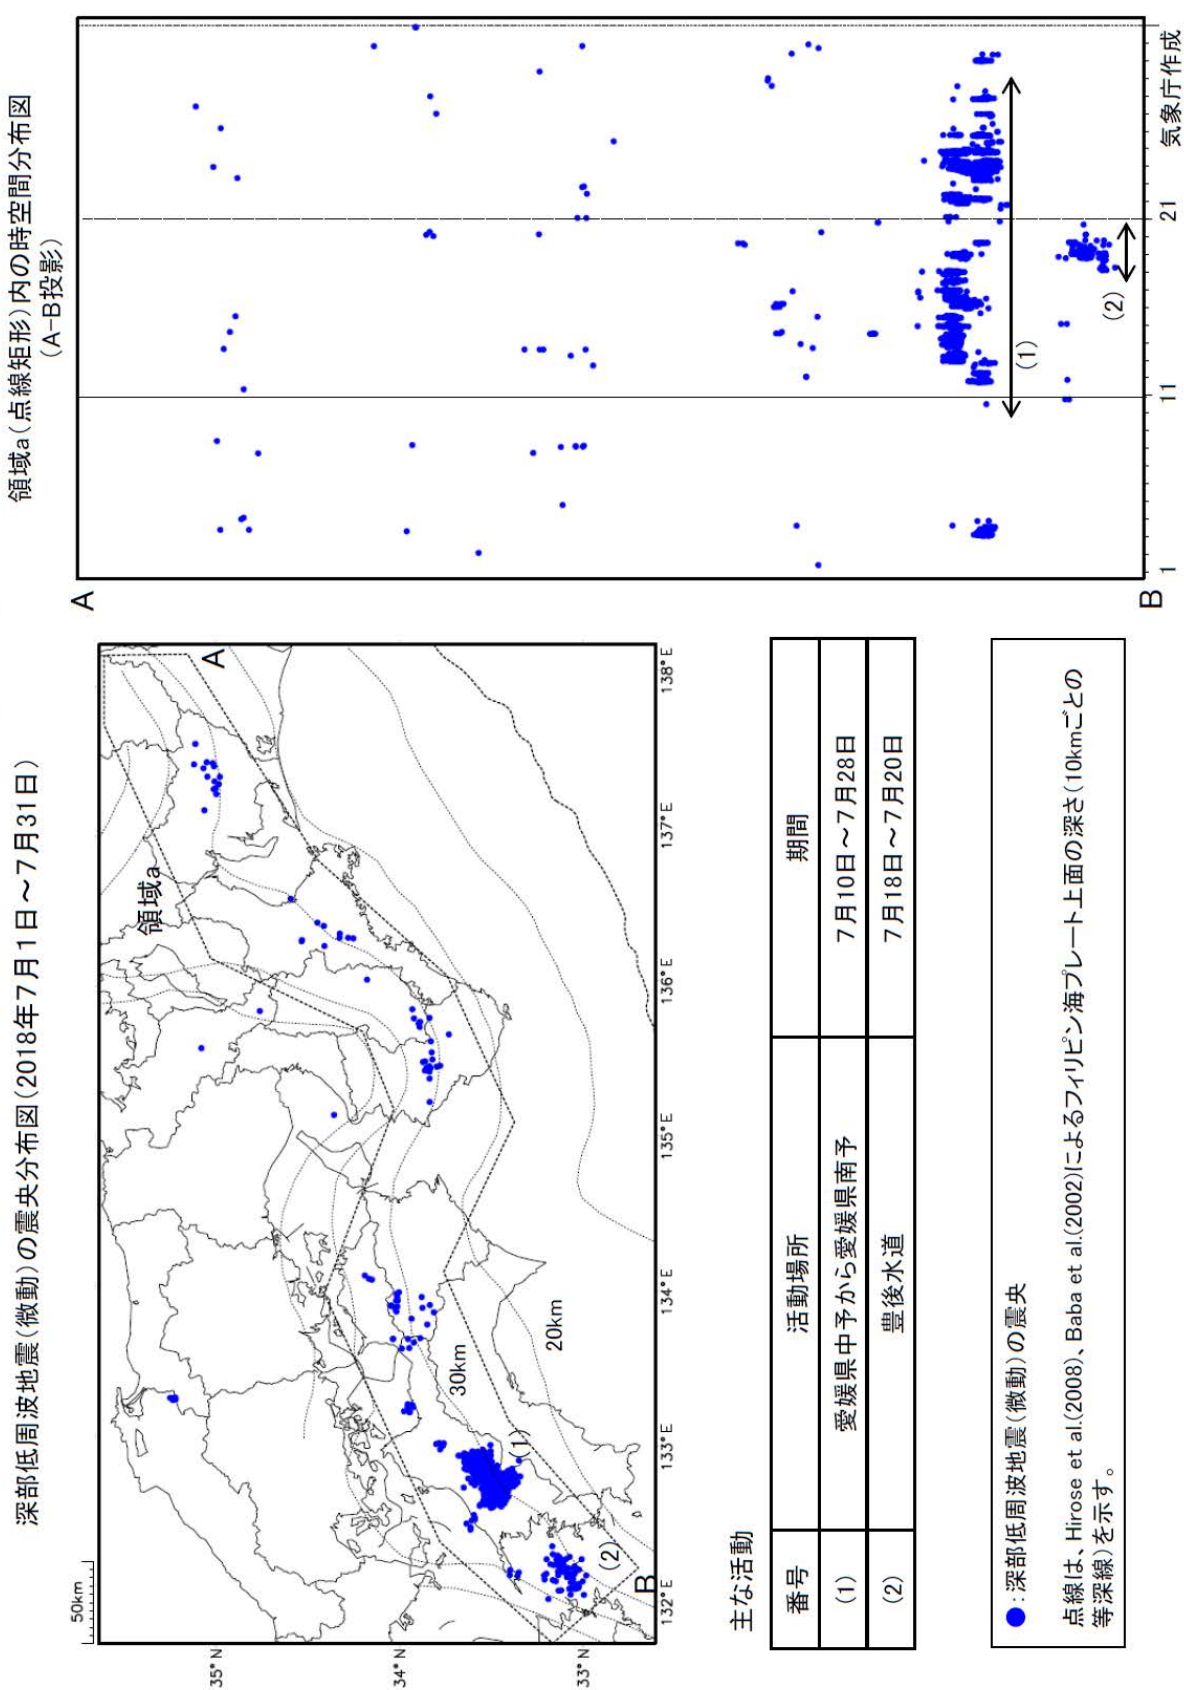 深部低周波地震(微動)の震央分布図(2018年7月1日～7月31日)
50km
35°N
34°N
33°N
領域a
A
30km
20km
(1)
(2)
B
132°E
133°E
134°E
135°E
136°E
137°E
138°E
領域a(点線矩形)内の時空間分布図
(A-B投影)
A
B
(1)
(2)
1
11
21
気象庁作成
主な活動
番号 活動場所 期間
(1) 愛媛県中予から愛媛県南予 7月10日～7月28日
(2) 豊後水道 7月18日～7月20日
●:深部低周波地震(微動)の震央
点線は、Hirose et al.(2008)、Baba et al.(2002)によるフィリピン海プレート上面の深さ(10kmごとの
等深線)を示す。